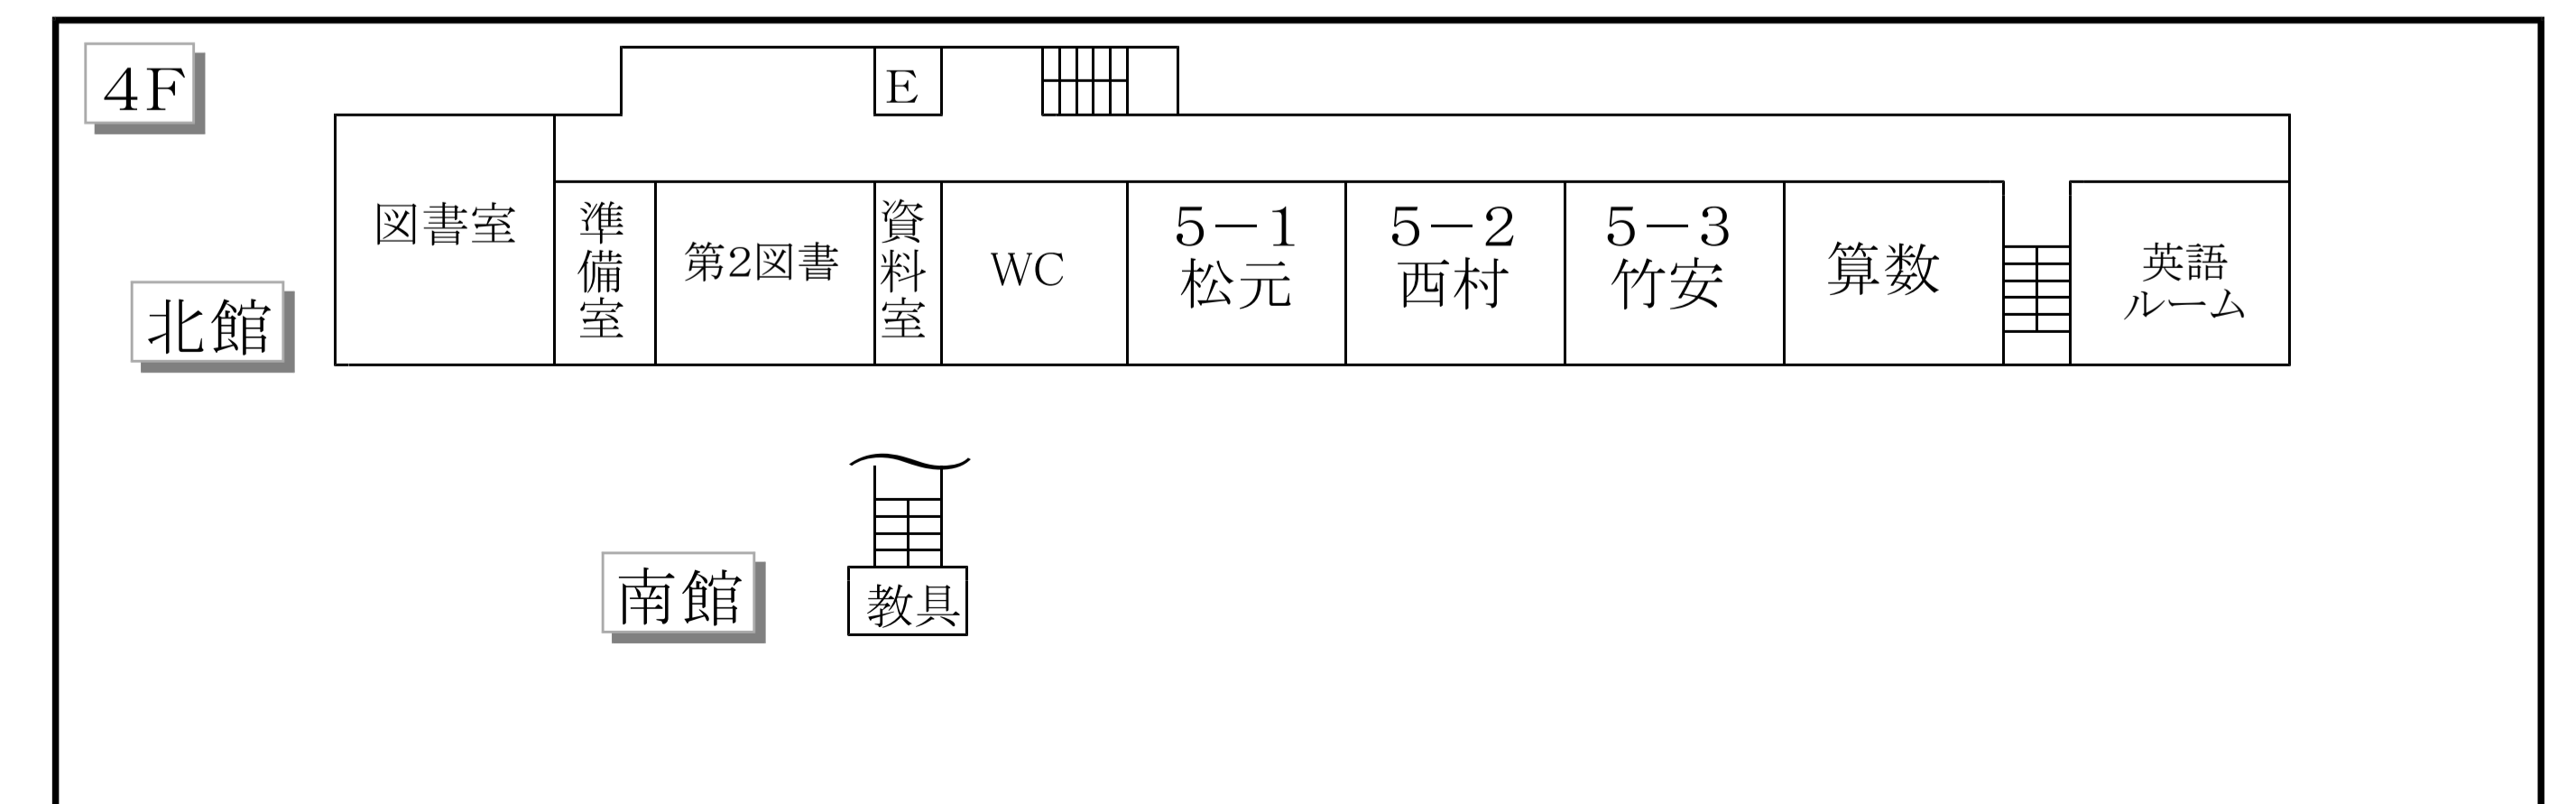 4F
E
図書室
準備室
第2図書
資料室
WC
5－1
松元
5－2
西村
5－3
竹安
算数
英語
ルーム
北館
南館
教具